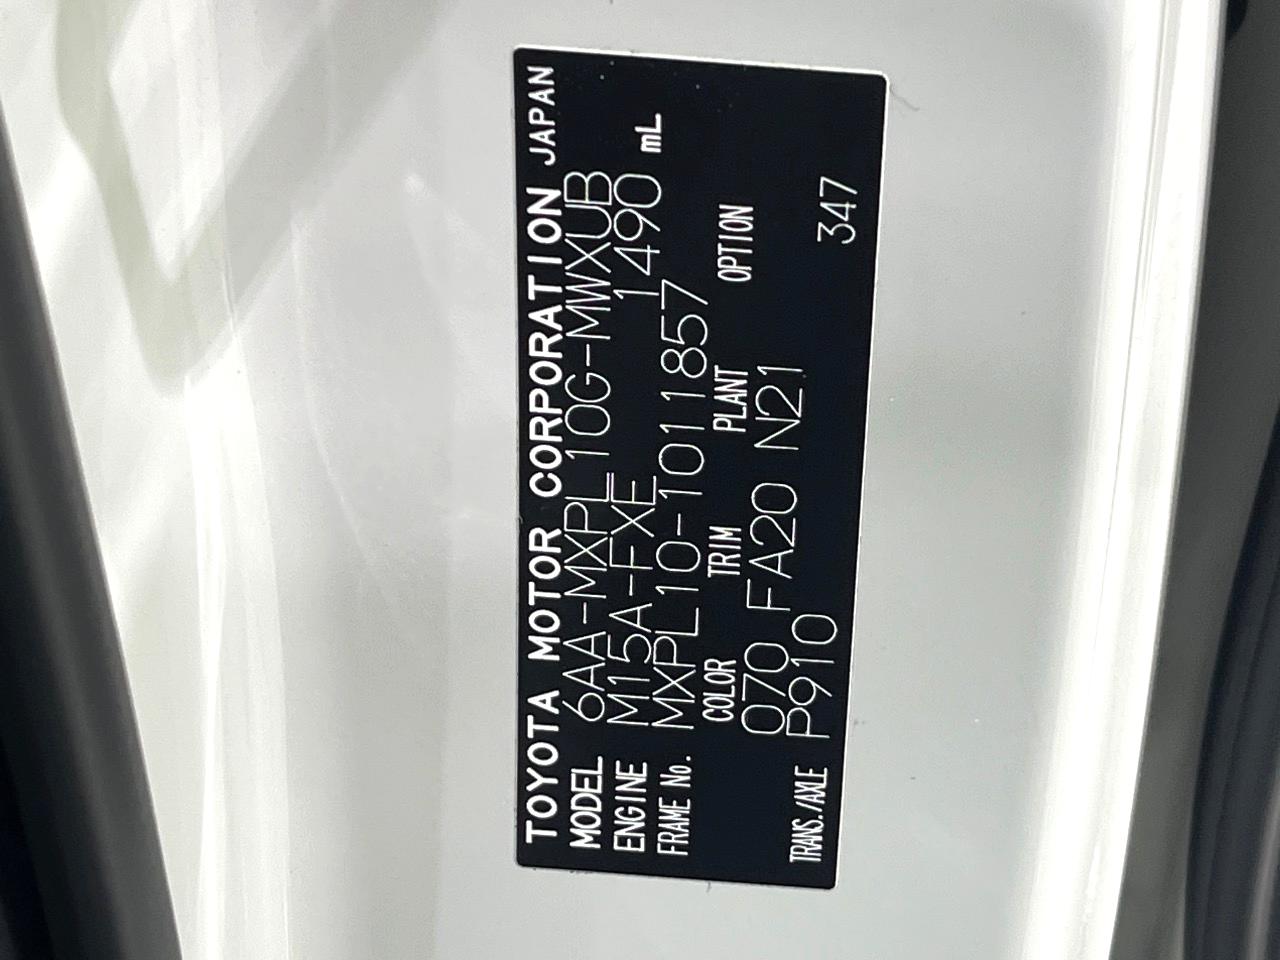 TOYOTA MOTOR CORPORATION JAPAN
MODEL 6AA-MXPL10G-MWXUB
ENGINE M15A-FXE 1490 mL
FRAME No. MXPL10-1011857
COLOR TRIM PLANT OPTION
070 FA20 N21
TRANS./AXLE P910 347